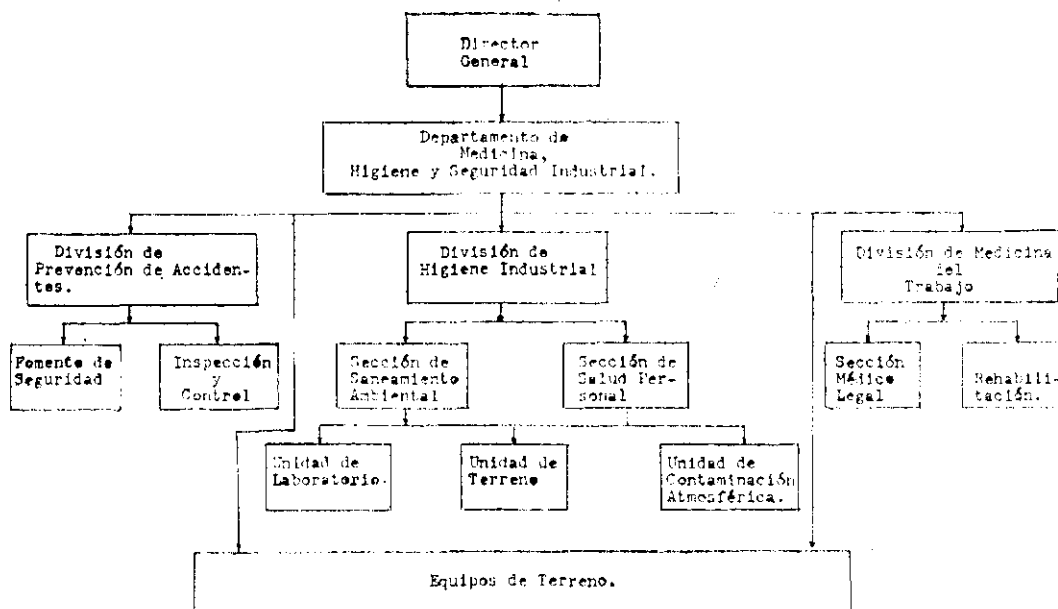 Director
General
Departamento de
Medicina,
Higiene y Seguridad Industrial.
División de
Prevención de Acciden-
tes.
División de
Higiene Industrial
División de Medicina
del
Trabajo
Fomento de
Seguridad
Inspección
y
Control
Sección de
Saneamiento
Ambiental
Sección de
Salud Per-
sonal
Sección
Médico
Legal
Rehabili-
tación.
Unidad de
Laboratorio.
Unidad de
Terreno
Unidad de
Contaminación
Atmosférica.
Equipos de Terreno.